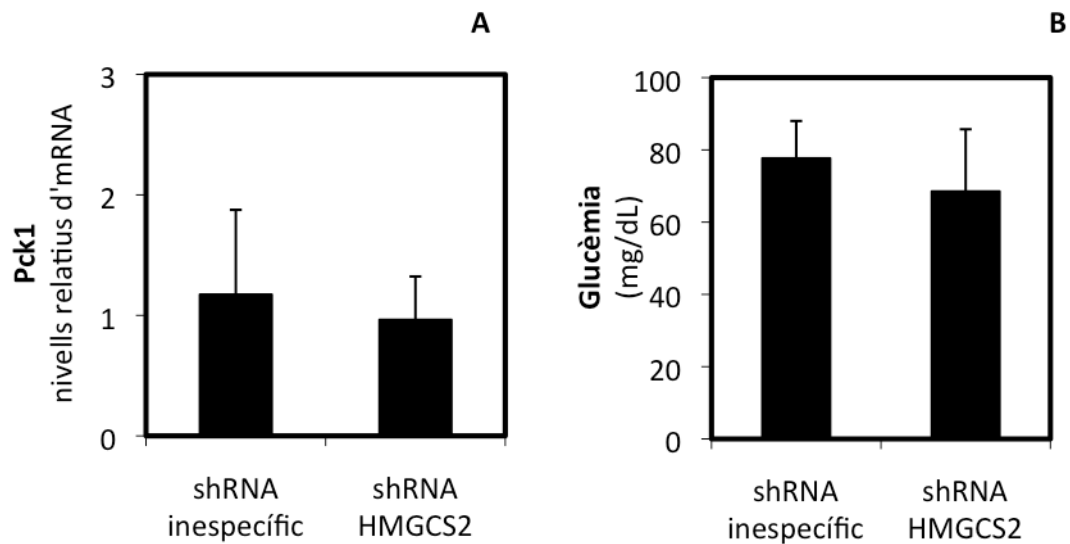 A
3
2
1
0
Pck1
nivells relatius d'mRNA
shRNA
inespecífic
shRNA
HMGCS2
B
100
80
60
40
20
0
Glucèmia
(mg/dL)
shRNA
inespecífic
shRNA
HMGCS2